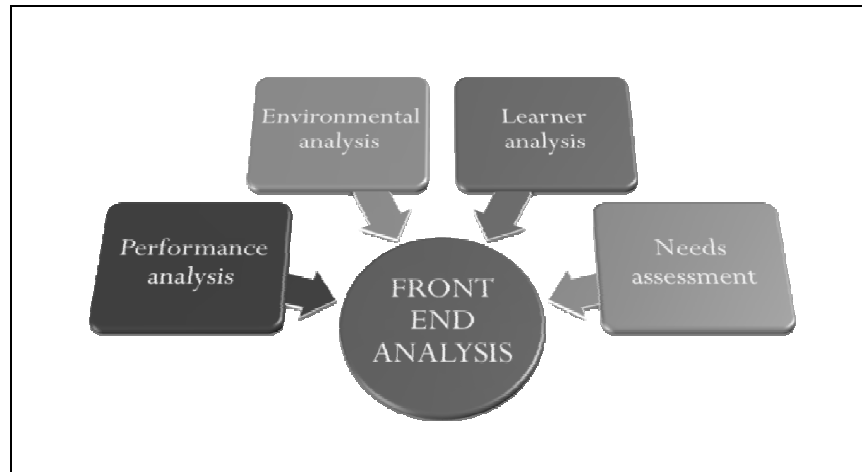 Environmental
analysis
Learner
analysis
Performance
analysis
Needs
assessment
FRONT
END
ANALYSIS